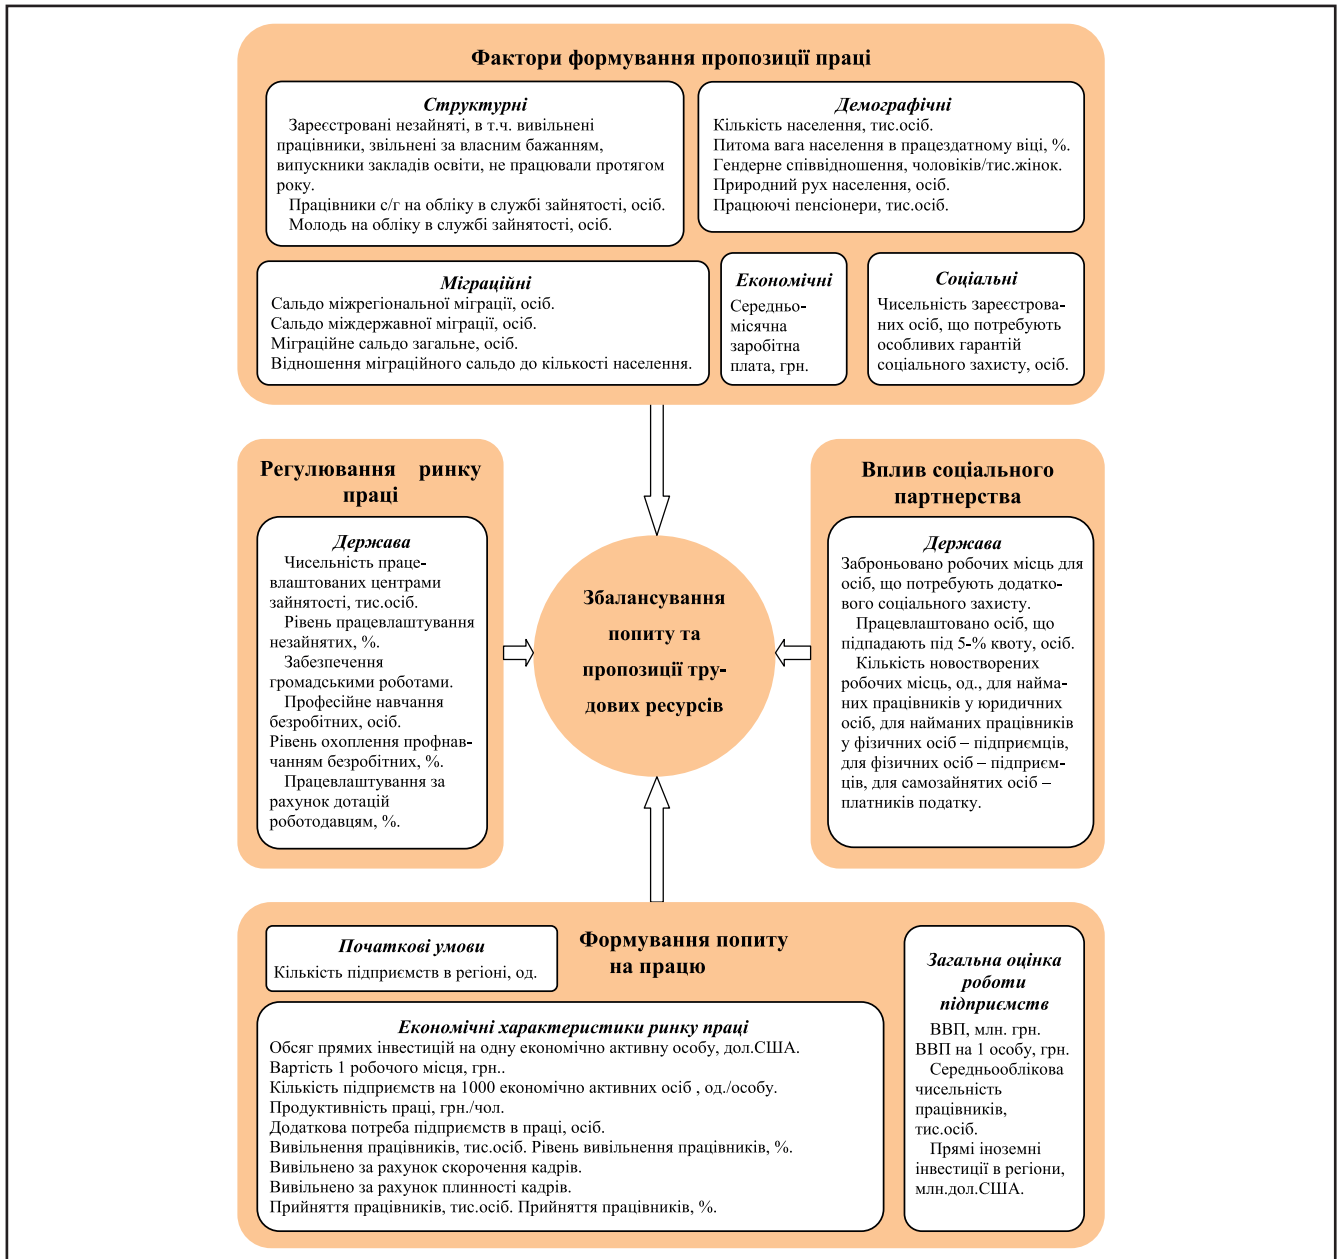 Фактори формування пропозиції праці
Структурні
Зареєстровані незайняті, в т.ч. вивільнені
працівники, звільнені за власним бажанням,
випускники закладів освіти, не працювали протягом
року.
Працівники с/г на обліку в службі зайнятості, осіб.
Молодь на обліку в службі зайнятості, осіб.
Демографічні
Кількість населення, тис.осіб.
Питома вага населення в працездатному віці, %.
Гендерне співвідношення, чоловіків/тис.жінок.
Природний рух населення, осіб.
Працюючі пенсіонери, тис.осіб.
Міграційні
Сальдо міжрегіональної міграції, осіб.
Сальдо міждержавної міграції, осіб.
Міграційне сальдо загальне, осіб.
Відношення міграційного сальдо до кількості населення.
Економічні
Середньо-
місячна
заробітна
плата, грн.
Соціальні
Чисельність зареєстрова-
них осіб, що потребують
особливих гарантій
соціального захисту, осіб.
Регулювання ринку
праці
Держава
Чисельність праце-
влаштованих центрами
зайнятості, тис.осіб.
Рівень працевлаштування
незайнятих, %.
Забезпечення
громадськими роботами.
Професійне навчання
безробітних, осіб.
Рівень охоплення профнав-
чанням безробітних, %.
Працевлаштування за
рахунок дотацій
роботодавцям, %.
Збалансування
попиту та
пропозиції тру-
дових ресурсів
Вплив соціального
партнерства
Держава
Заброньовано робочих місць для
осіб, що потребують додатко-
вого соціального захисту.
Працевлаштовано осіб, що
підпадають під 5-% квоту, осіб.
Кількість новостворених
робочих місць, од., для найма-
них працівників у юридичних
осіб, для найманих працівників
у фізичних осіб – підприємців,
для фізичних осіб – підприєм-
ців, для самозайнятих осіб –
платників податку.
Формування попиту
на працю
Початкові умови
Кількість підприємств в регіоні, од.
Економічні характеристики ринку праці
Обсяг прямих інвестицій на одну економічно активну особу, дол.США.
Вартість 1 робочого місця, грн..
Кількість підприємств на 1000 економічно активних осіб , од./особу.
Продуктивність праці, грн./чол.
Додаткова потреба підприємств в праці, осіб.
Вивільнення працівників, тис.осіб. Рівень вивільнення працівників, %.
Вивільнено за рахунок скорочення кадрів.
Вивільнено за рахунок плинності кадрів.
Прийняття працівників, тис.осіб. Прийняття працівників, %.
Загальна оцінка
роботи
підприємств
ВВП, млн. грн.
ВВП на 1 особу, грн.
Середньооблікова
чисельність
працівників,
тис.осіб.
Прямі іноземні
інвестиції в регіони,
млн.дол.США.